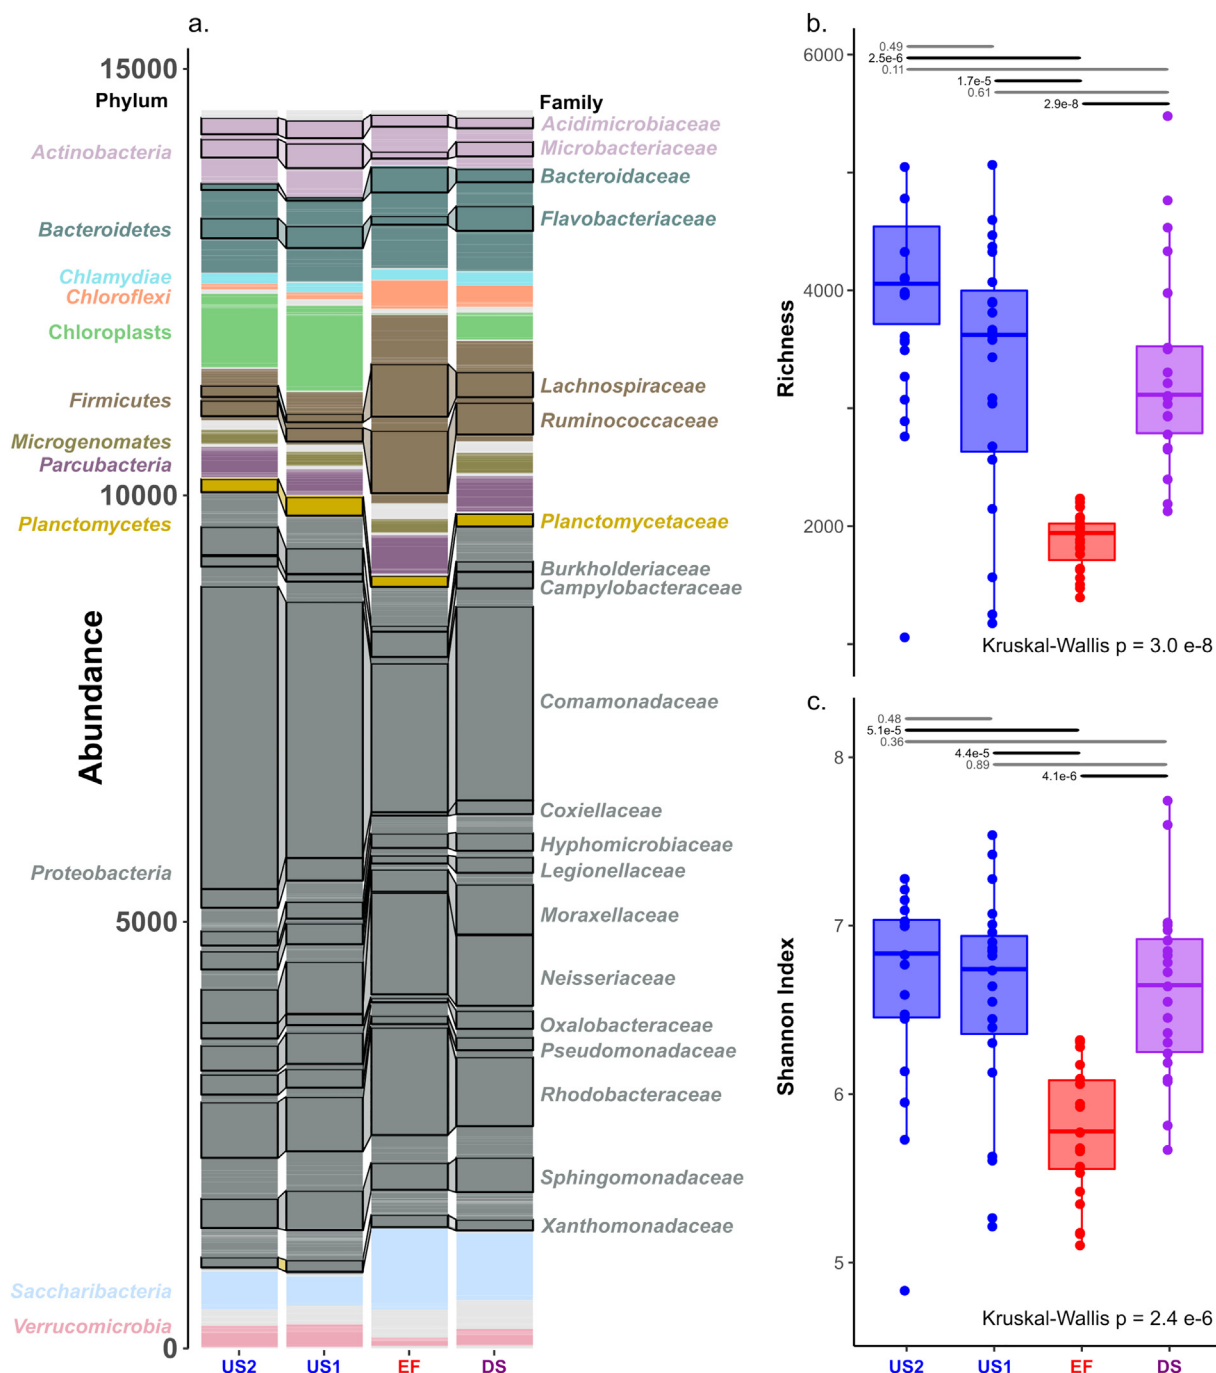 a.
15000
Phylum
Family
Actinobacteria
Acidimicrobiaceae
Microbacteriaceae
Bacteroidaceae
Bacteroidetes
Flavobacteriaceae
Chlamydiae
Chloroflexi
Chloroplasts
Firmicutes
Lachnospiraceae
Ruminococcaceae
Microgenomates
Parcubacteria
10000
Planctomycetes
Planctomycetaceae
Burkholderiaceae
Campylobacteraceae
Abundance
Comamonadaceae
Coxiellaceae
Hyphomicrobiaceae
Proteobacteria
Legionellaceae
5000
Moraxellaceae
Neisseriaceae
Oxalobacteraceae
Pseudomonadaceae
Rhodobacteraceae
Sphingomonadaceae
Xanthomonadaceae
Saccharibacteria
Verrucomicrobia
0
US2 US1 EF DS
b.
6000
0.49
2.5e-6
0.11
1.7e-5
0.61
2.9e-8
4000
Richness
2000
Kruskal-Wallis p = 3.0 e-8
c.
0.48
5.1e-5
0.36
4.4e-5
0.89
4.1e-6
8
7
Shannon Index
6
5
Kruskal-Wallis p = 2.4 e-6
US2 US1 EF DS